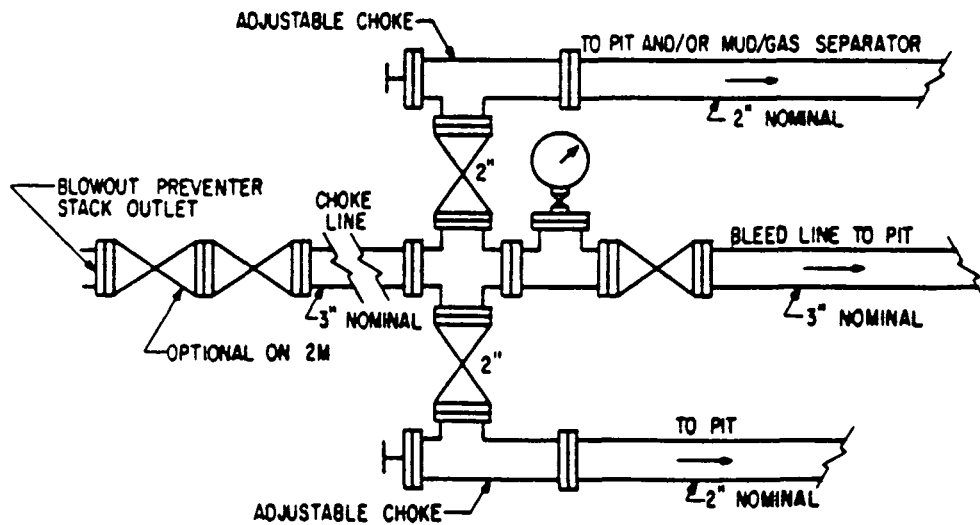 ADJUSTABLE CHOKE
TO PIT AND/OR MUD/GAS SEPARATOR
2" NOMINAL
2"
BLOWOUT PREVENTER
STACK OUTLET
CHOKE
LINE
BLEED LINE TO PIT
3" NOMINAL
3" NOMINAL
OPTIONAL ON 2M
2"
TO PIT
2" NOMINAL
ADJUSTABLE CHOKE